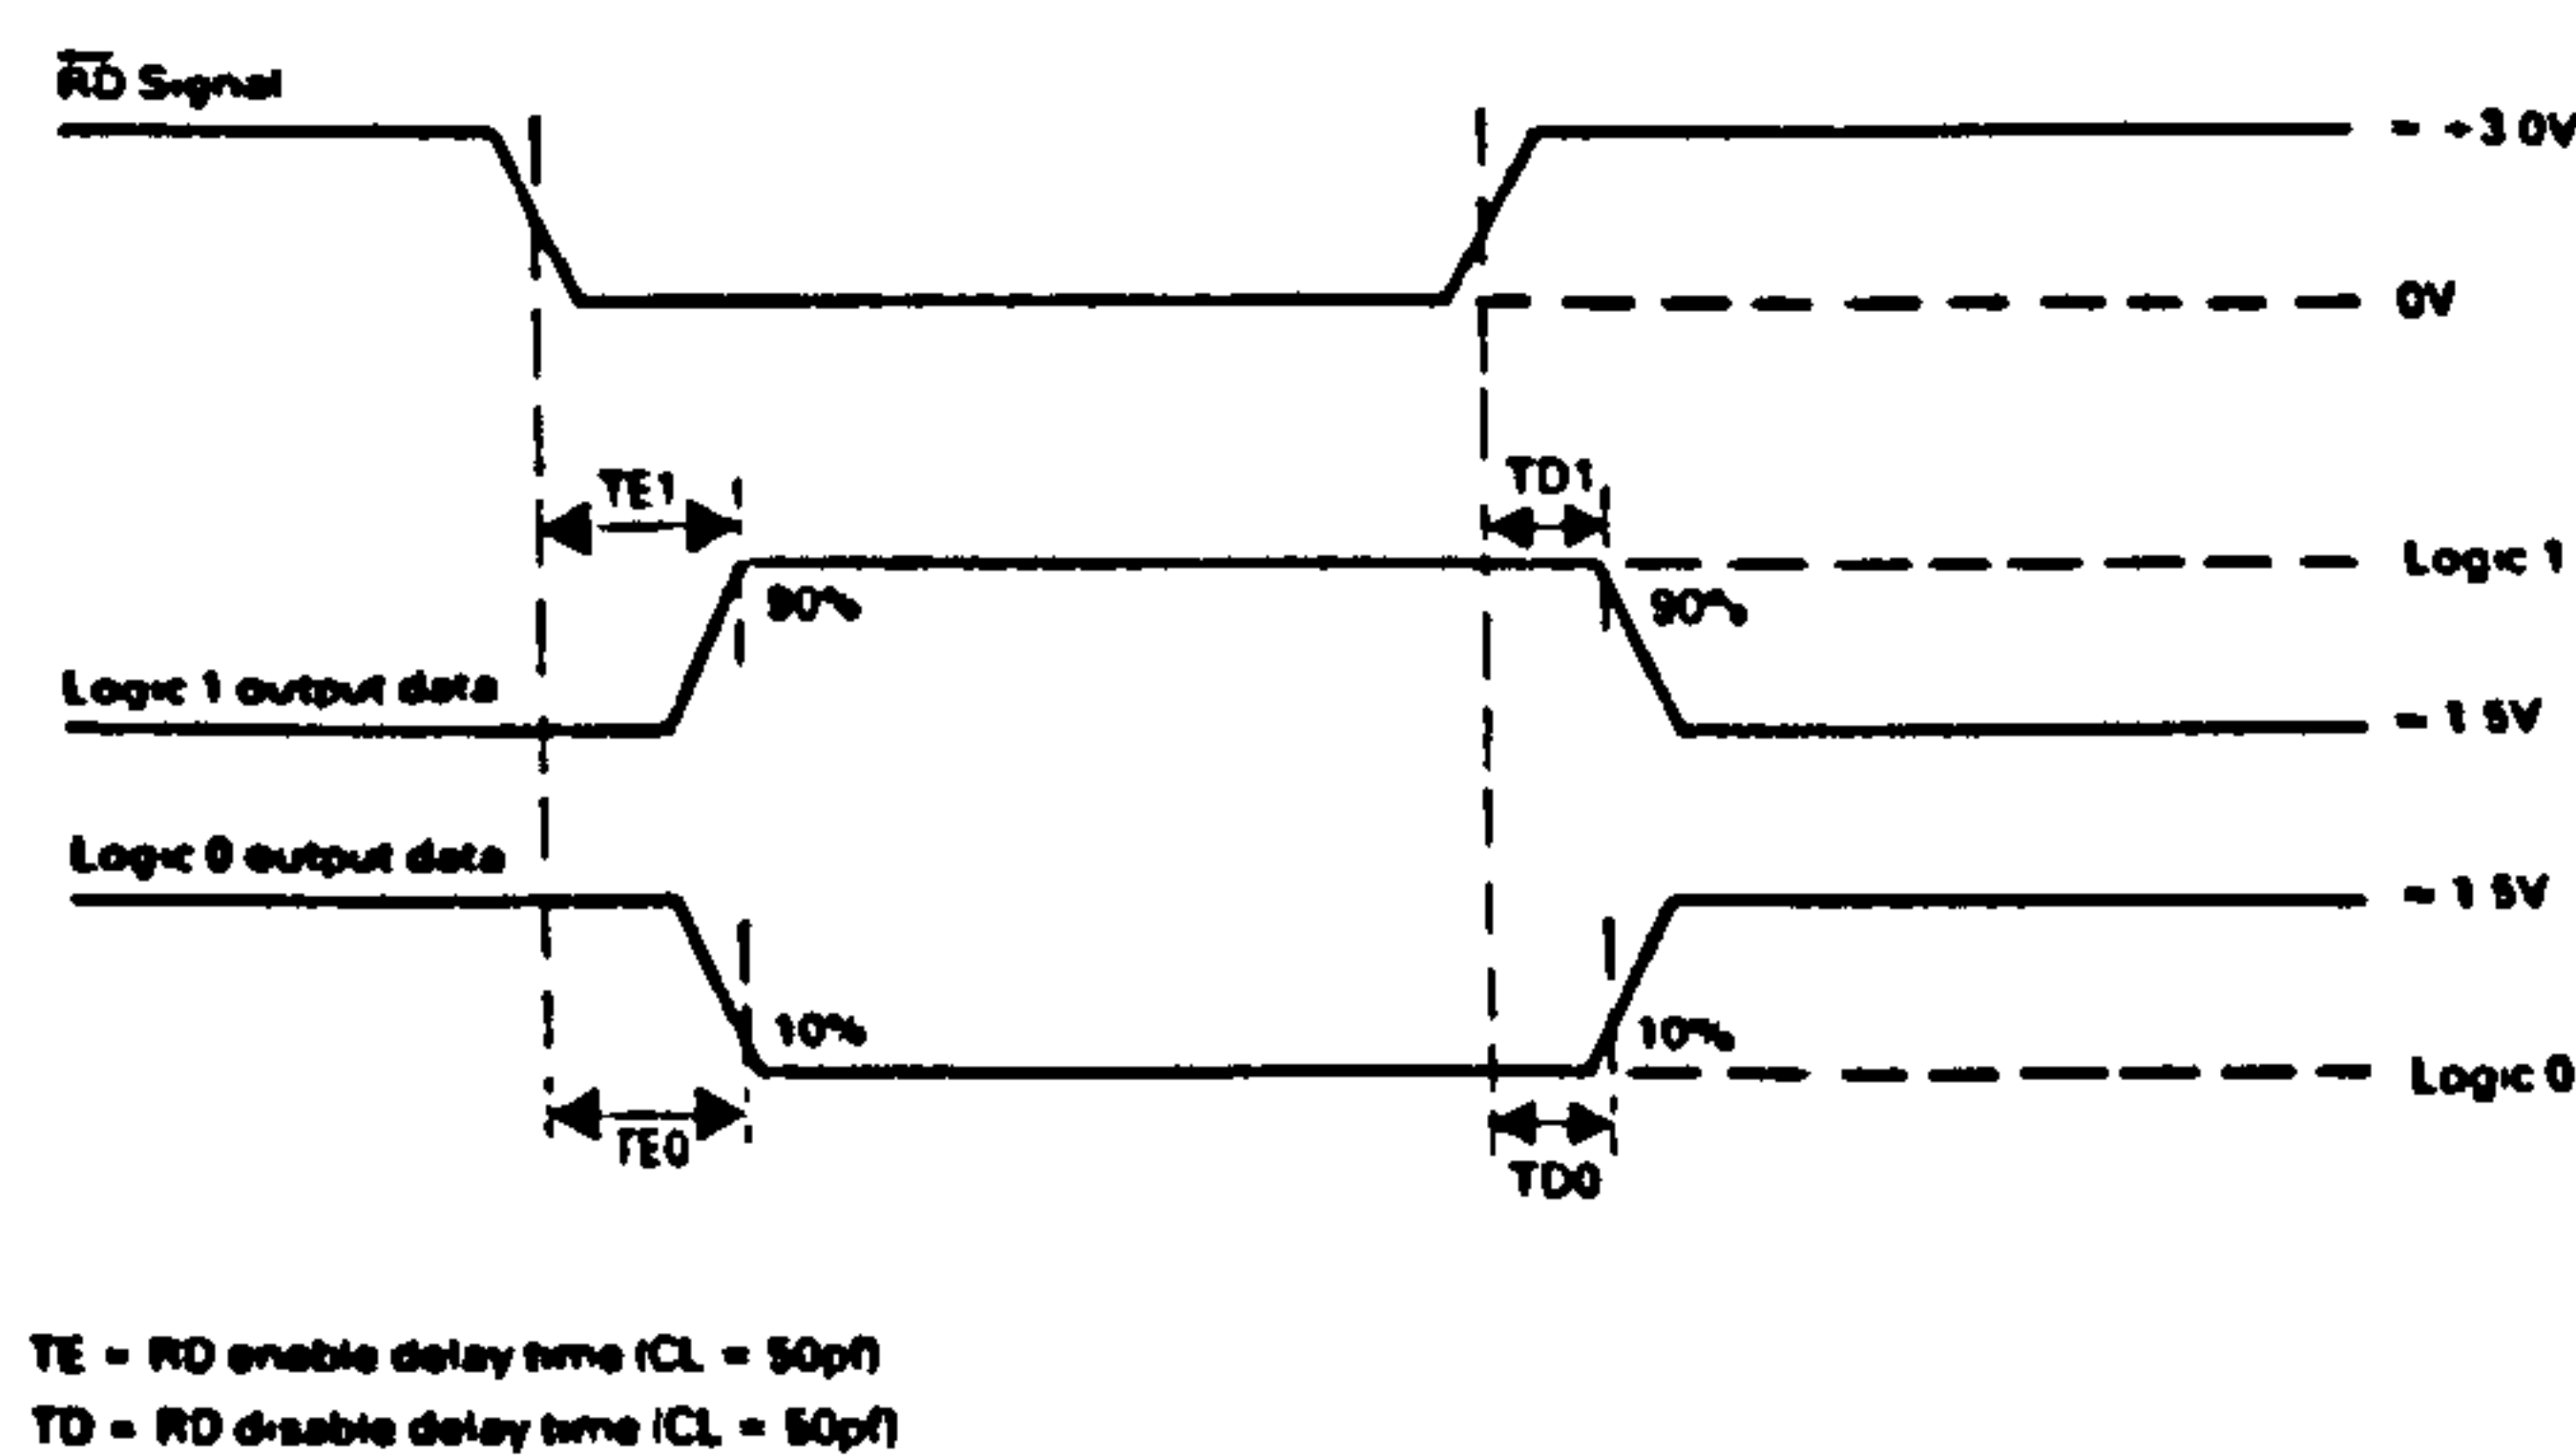 R̅D̅ Signal
≈ +3 0V
0V
TE1
TD1
Logic 1
90%
90%
Logic 1 output data
≈ 1 5V
Logic 0 output data
≈ 1 5V
10%
10%
Logic 0
TE0
TD0
TE = RD enable delay time (CL = 50pf)
TD = RD disable delay time (CL = 50pf)